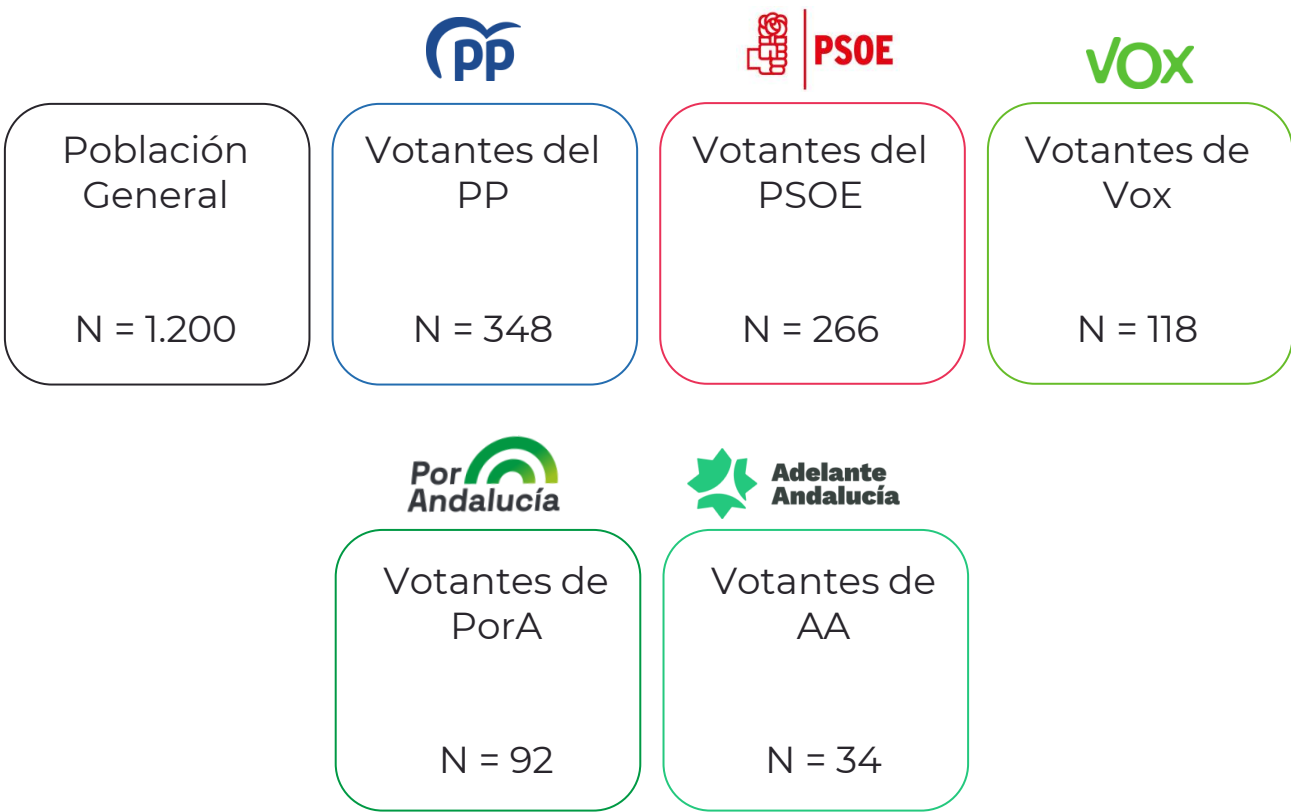 pp
PSOE
VOX
Población
General
N = 1.200
Votantes del
PP
N = 348
Votantes del
PSOE
N = 266
Votantes de
Vox
N = 118
Por
Andalucía
Adelante
Andalucía
Votantes de
PorA
N = 92
Votantes de
AA
N = 34